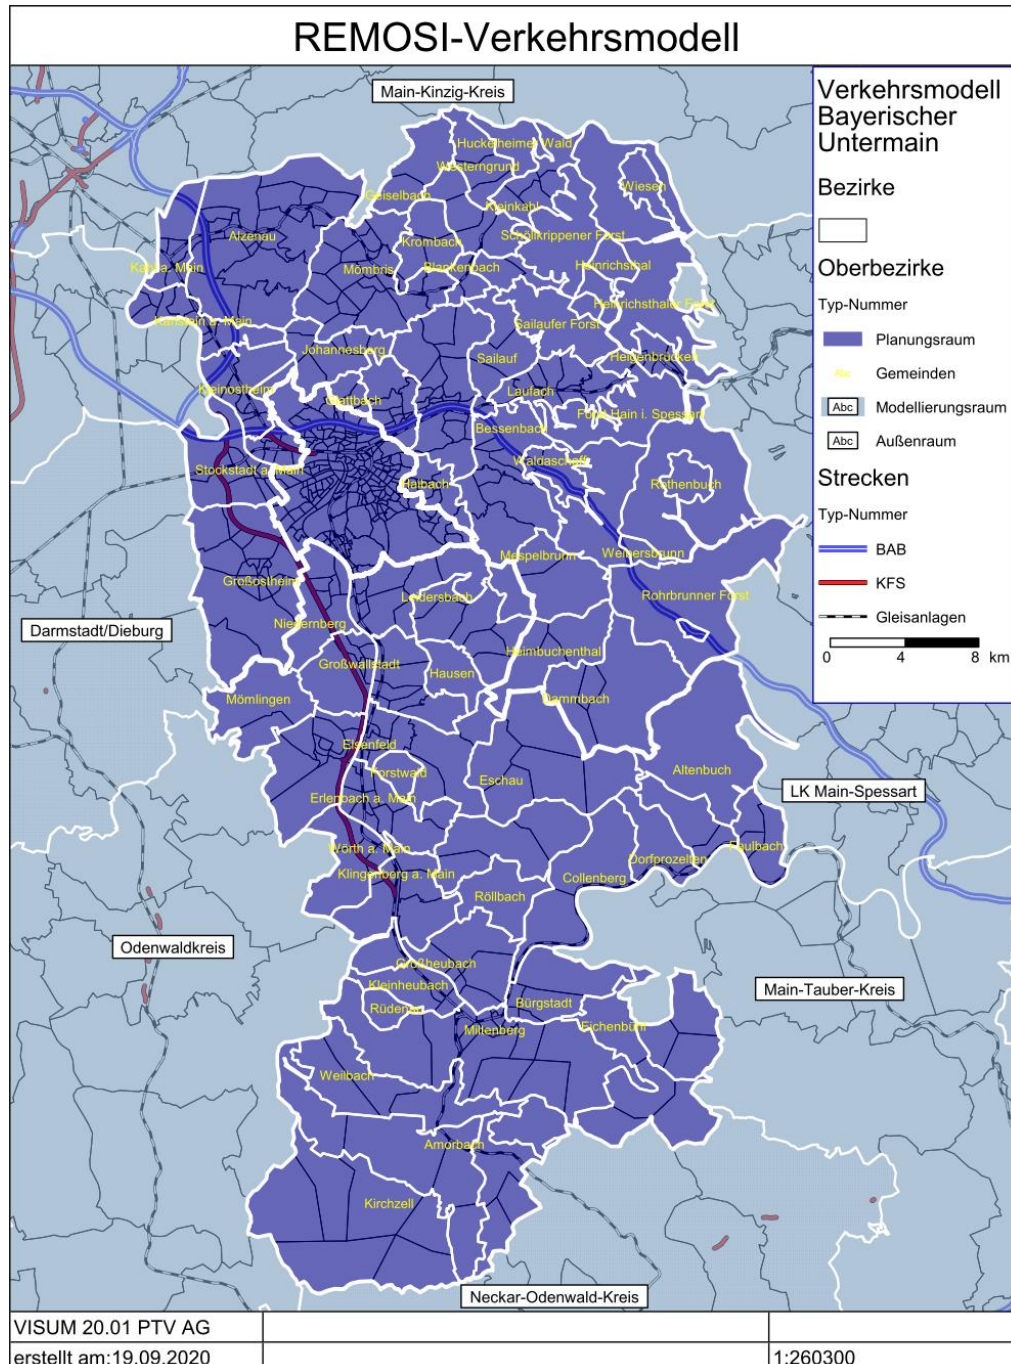 REMOSI-Verkehrsmodell
Main-Kinzig-Kreis
Verkehrsmodell
Bayerischer
Untermain
Bezirke
Oberbezirke
Typ-Nummer
Planungsraum
Abc Gemeinden
Abc Modellierungsraum
Abc Außenraum
Strecken
Typ-Nummer
BAB
KFS
Gleisanlagen
0 4 8 km
Huckelheimer Wald
Westerngrund
Wiesen
Geiselbach
Kleinkahl
Alzenau
Krombach
Schöllkrippener Forst
Kahl a. Main
Mömbris
Blankenbach
Heinrichsthal
Heinrichsthaler Forst
Karlstein a. Main
Sailaufer Forst
Johannesberg
Sailauf
Heigenbrücken
Kleinostheim
Laufach
Glattbach
Forst Hain i. Spessart
Bessenbach
Waldaschaff
Stockstadt a. Main
Haibach
Rothenbuch
Mespelbrunn
Weibersbrunn
Großostheim
Leidersbach
Rohrbrunner Forst
Niedernberg
Darmstadt/Dieburg
Heimbuchenthal
Großwallstadt
Hausen
Mömlingen
Dammbach
Elsenfeld
Forstwald
Eschau
Altenbuch
LK Main-Spessart
Erlenbach a. Main
Wörth a. Main
Faulbach
Dorfprozelten
Klingenberg a. Main
Collenberg
Röllbach
Odenwaldkreis
Großheubach
Kleinheubach
Main-Tauber-Kreis
Rüdenau
Bürgstadt
Miltenberg
Eichenbühl
Weilbach
Amorbach
Kirchzell
Neckar-Odenwald-Kreis
VISUM 20.01 PTV AG
erstellt am:19.09.2020
1:260300